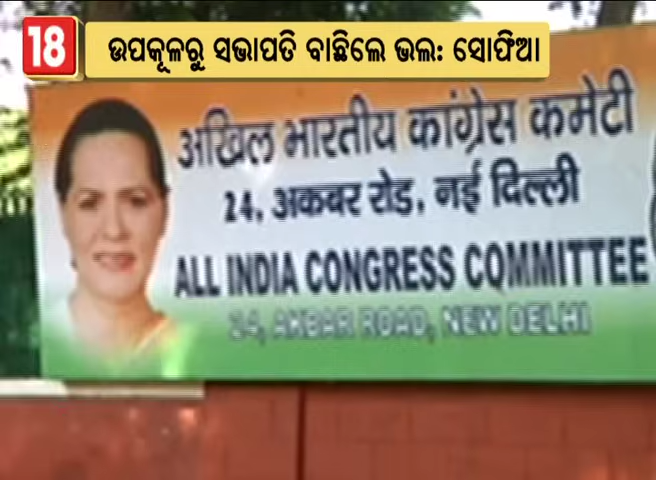 18
ଉପକୂଳରୁ ସଭାପତି ବାଛିଲେ ଭଲ: ସୋଫିଆ
अखिल भारतीय कांग्रेस कमेटी
24, अकबर रोड, नई दिल्ली
ALL INDIA CONGRESS COMMITTEE
24, AKBAR ROAD, NEW DELHI